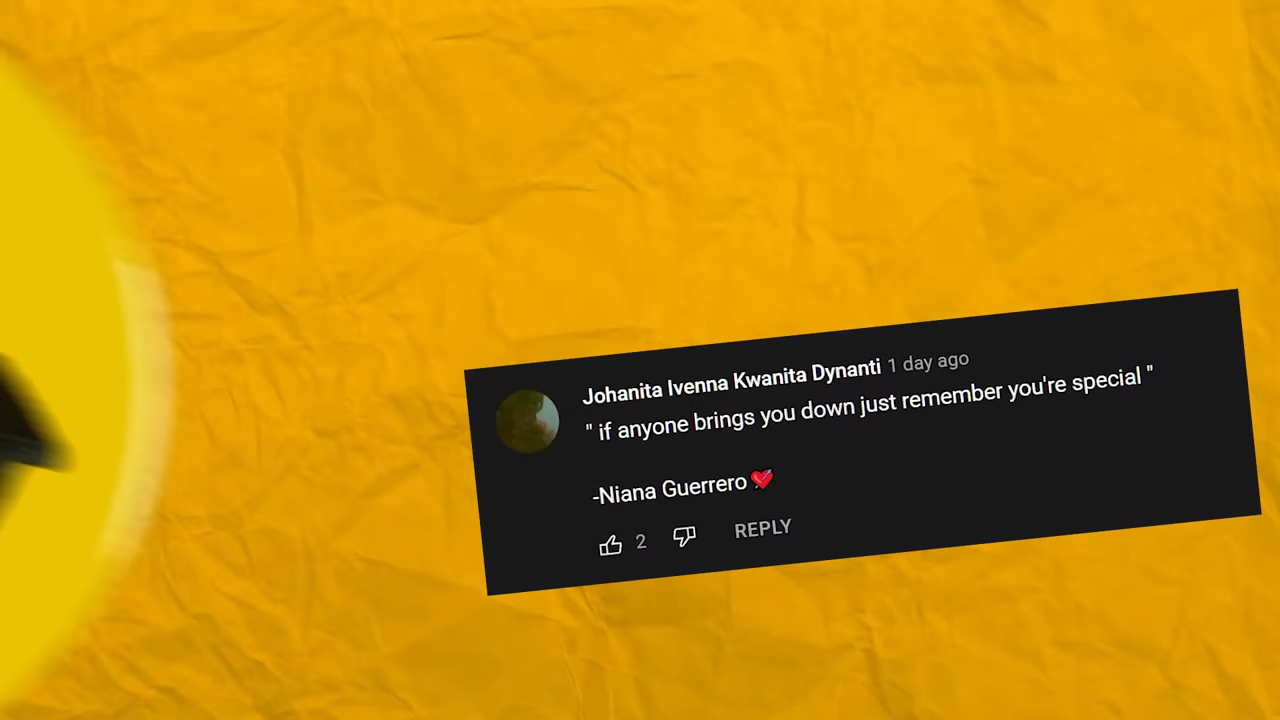 Johanita Ivenna Kwanita Dynanti 1 day ago
" if anyone brings you down just remember you're special "
-Niana Guerrero💘
2 REPLY